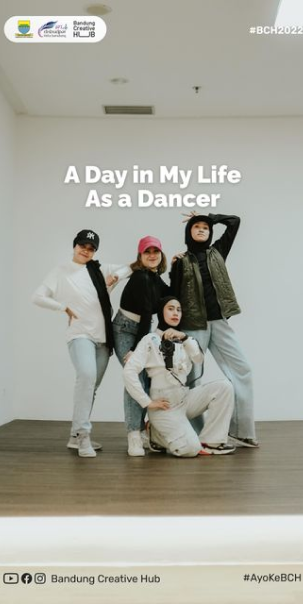 Bandung
Creative
HUB
#BCH2022
A Day in My Life
As a Dancer
Bandung Creative Hub
#AyoKeBCH